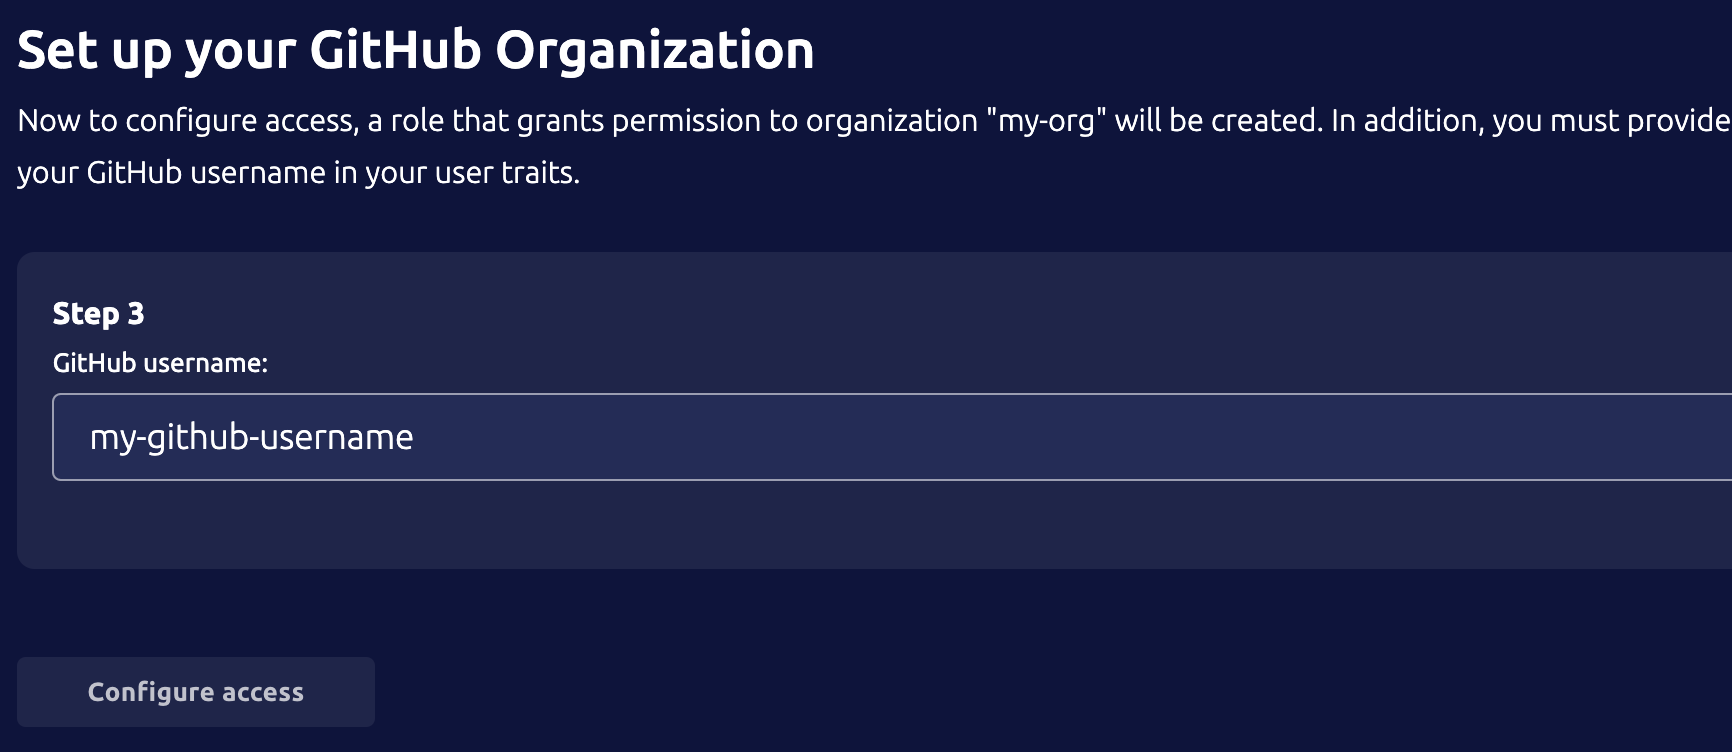 Set up your GitHub Organization
Now to configure access, a role that grants permission to organization "my-org" will be created. In addition, you must provide
your GitHub username in your user traits.
Step 3
GitHub username:
my-github-username
Configure access